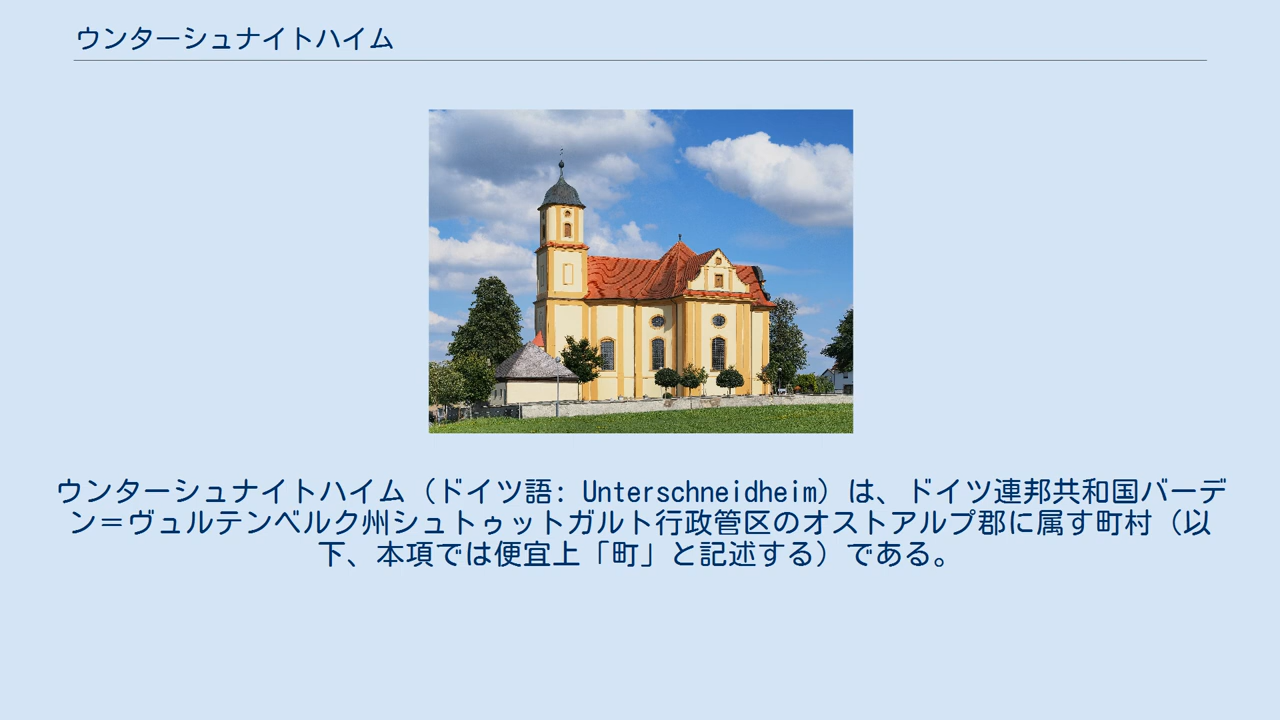 ウンターシュナイトハイム
ウンターシュナイトハイム（ドイツ語: Unterschneidheim）は、ドイツ連邦共和国バーデ
ン＝ヴュルテンベルク州シュトゥットガルト行政管区のオストアルプ郡に属す町村（以
下、本項では便宜上「町」と記述する）である。